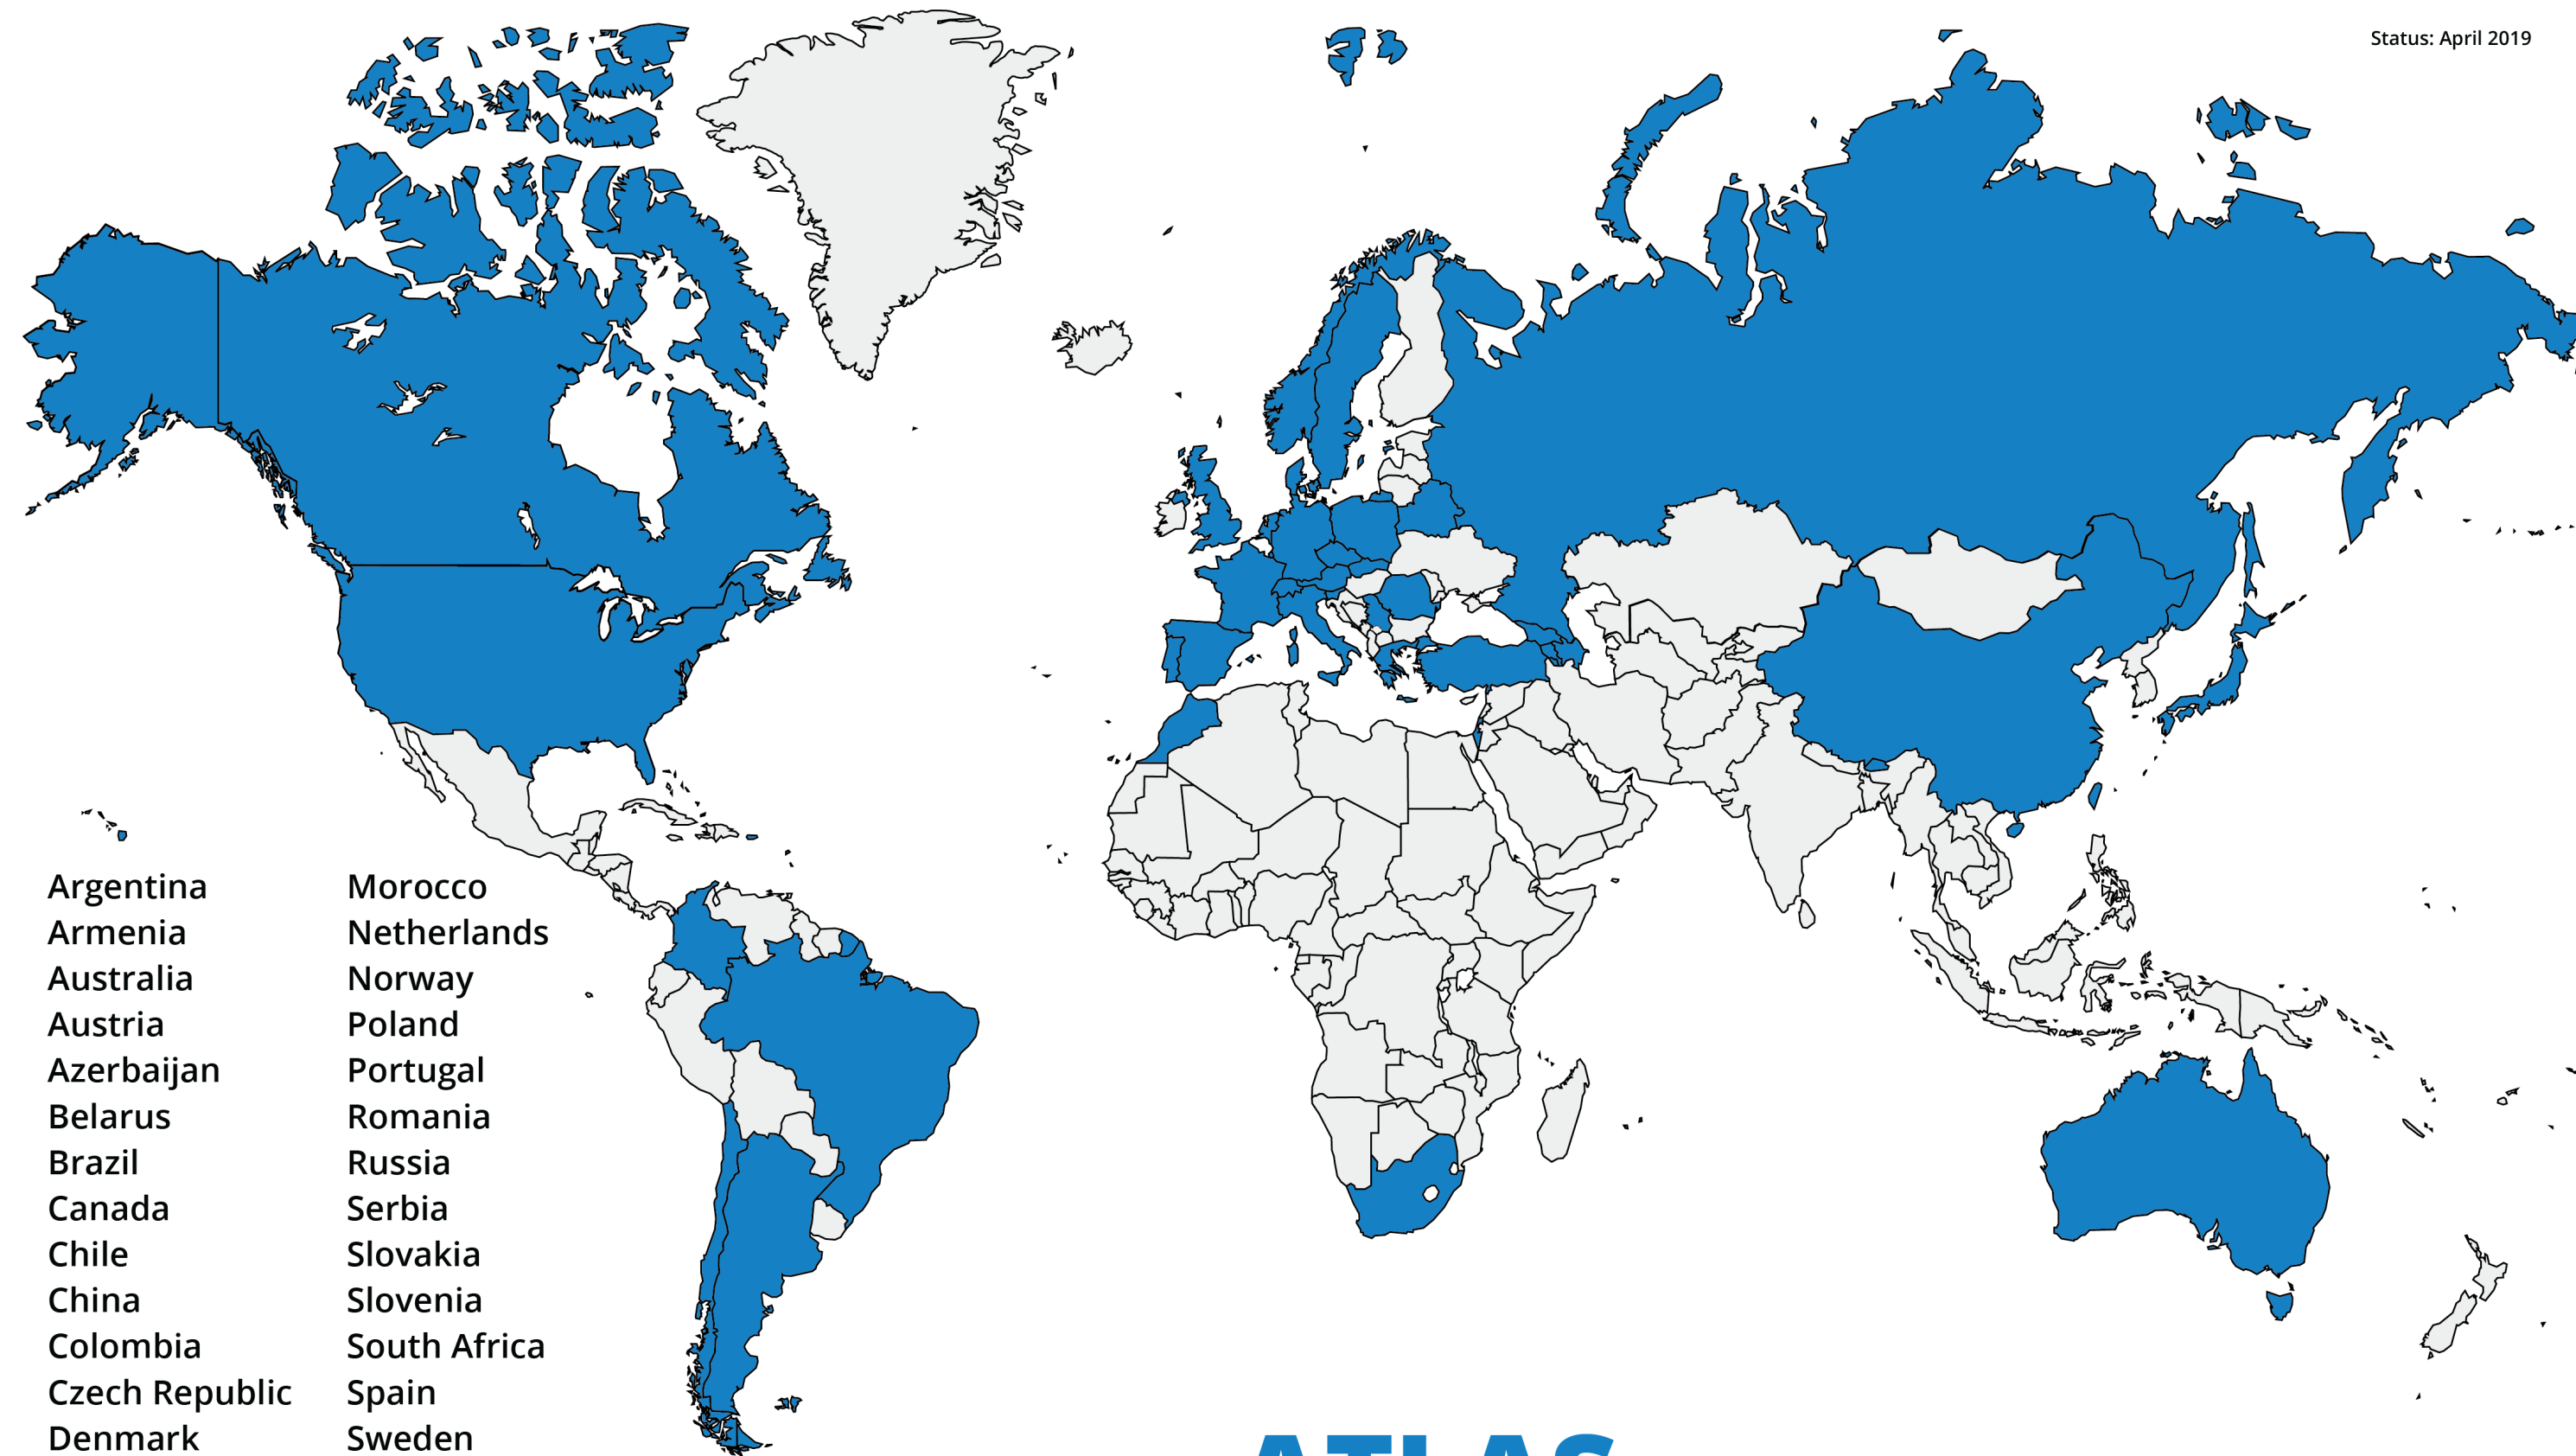 Status: April 2019
Argentina
Armenia
Australia
Austria
Azerbaijan
Belarus
Brazil
Canada
Chile
China
Colombia
Czech Republic
Denmark
Morocco
Netherlands
Norway
Poland
Portugal
Romania
Russia
Serbia
Slovakia
Slovenia
South Africa
Spain
Sweden
ATLAS